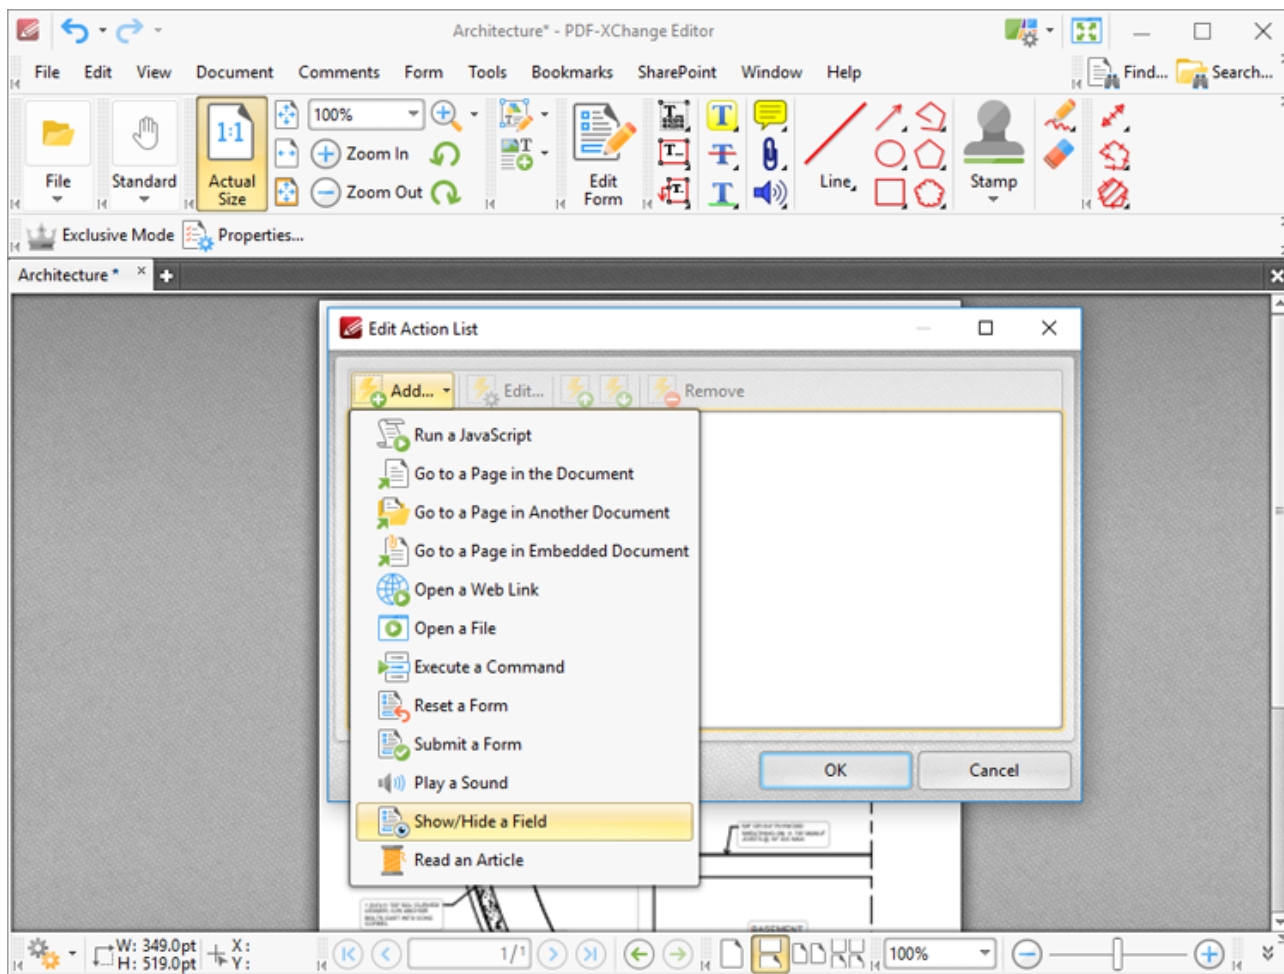 Architecture* - PDF-XChange Editor
File Edit View Document Comments Form Tools Bookmarks SharePoint Window Help Find... Search...
100%
1:1 Zoom In
File Standard Actual Size Zoom Out Edit Form Line Stamp
Exclusive Mode Properties...
Architecture *
Edit Action List
Add... Edit... Remove
Run a JavaScript
Go to a Page in the Document
Go to a Page in Another Document
Go to a Page in Embedded Document
Open a Web Link
Open a File
Execute a Command
Reset a Form
Submit a Form
Play a Sound
OK Cancel
Show/Hide a Field
Read an Article
BASEMENT
W: 349.0pt X:
H: 519.0pt Y:
1/1 100%